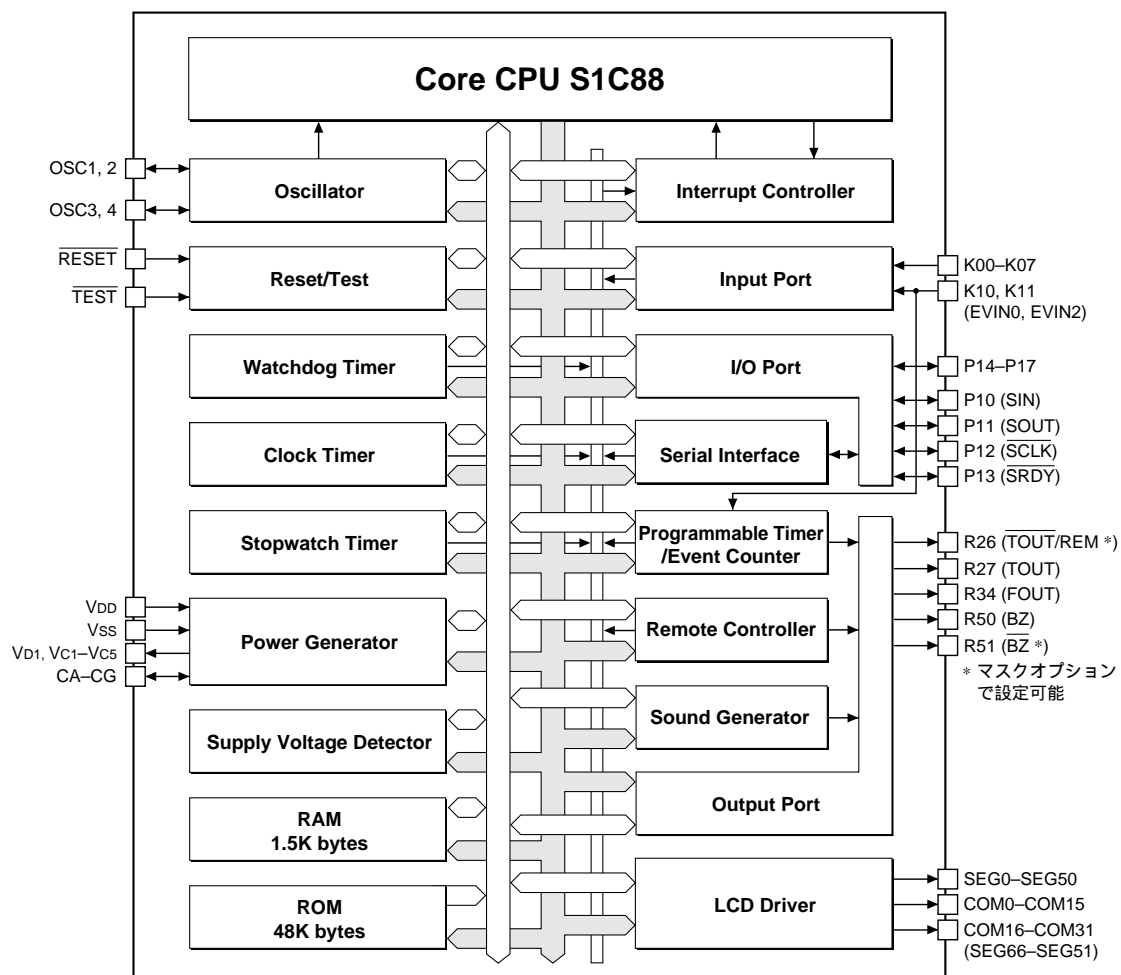 Core CPU S1C88
OSC1, 2
OSC3, 4
Oscillator
Interrupt Controller
RESET
TEST
Reset/Test
Input Port
K00–K07
K10, K11
(EVIN0, EVIN2)
Watchdog Timer
I/O Port
P14–P17
P10 (SIN)
P11 (SOUT)
P12 (SCLK)
P13 (SRDY)
Clock Timer
Serial Interface
Stopwatch Timer
Programmable Timer
/Event Counter
R26 (TOUT/REM *)
R27 (TOUT)
R34 (FOUT)
R50 (BZ)
R51 (BZ *)
* マスクオプション
で設定可能
VDD
VSS
VD1, VC1–VC5
CA–CG
Power Generator
Remote Controller
Supply Voltage Detector
Sound Generator
Output Port
RAM
1.5K bytes
ROM
48K bytes
LCD Driver
SEG0–SEG50
COM0–COM15
COM16–COM31
(SEG66–SEG51)